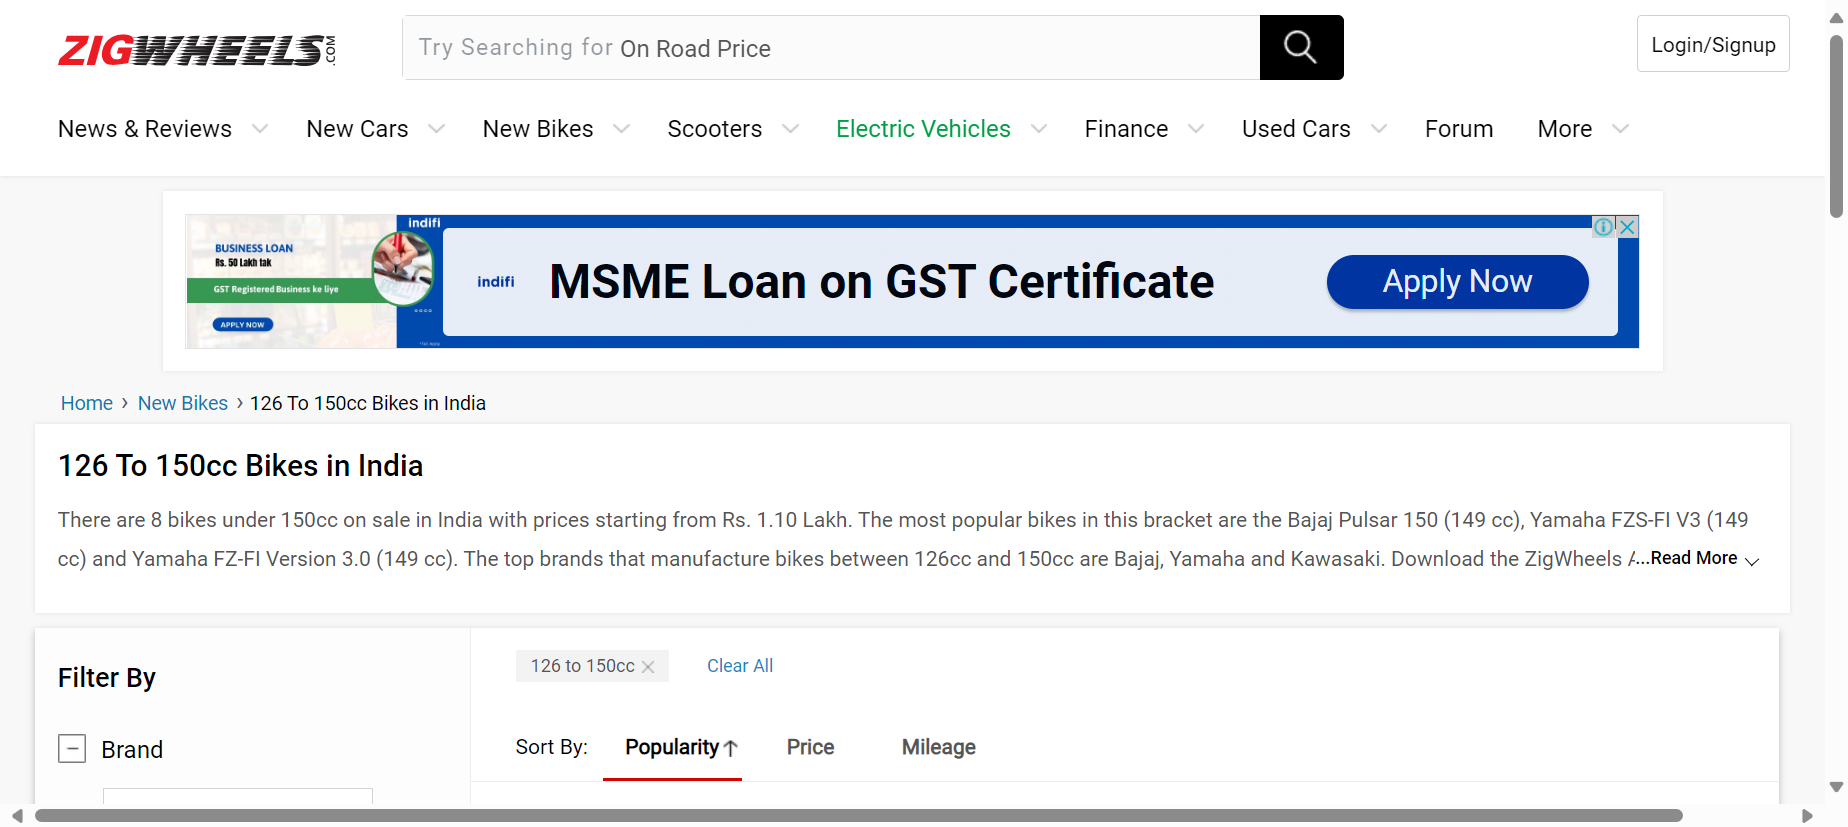 ZIGWHEELS.COM
Try Searching for On Road Price
Login/Signup
News & Reviews New Cars New Bikes Scooters Electric Vehicles Finance Used Cars Forum More
indifi
BUSINESS LOAN
Rs. 50 Lakh tak
GST Registered Business ke liye
APPLY NOW
indifi
MSME Loan on GST Certificate
Apply Now
Home › New Bikes › 126 To 150cc Bikes in India
126 To 150cc Bikes in India
There are 8 bikes under 150cc on sale in India with prices starting from Rs. 1.10 Lakh. The most popular bikes in this bracket are the Bajaj Pulsar 150 (149 cc), Yamaha FZS-FI V3 (149
cc) and Yamaha FZ-FI Version 3.0 (149 cc). The top brands that manufacture bikes between 126cc and 150cc are Bajaj, Yamaha and Kawasaki. Download the ZigWheels ...Read More
Filter By
126 to 150cc
Clear All
Sort By: Popularity Price Mileage
Brand